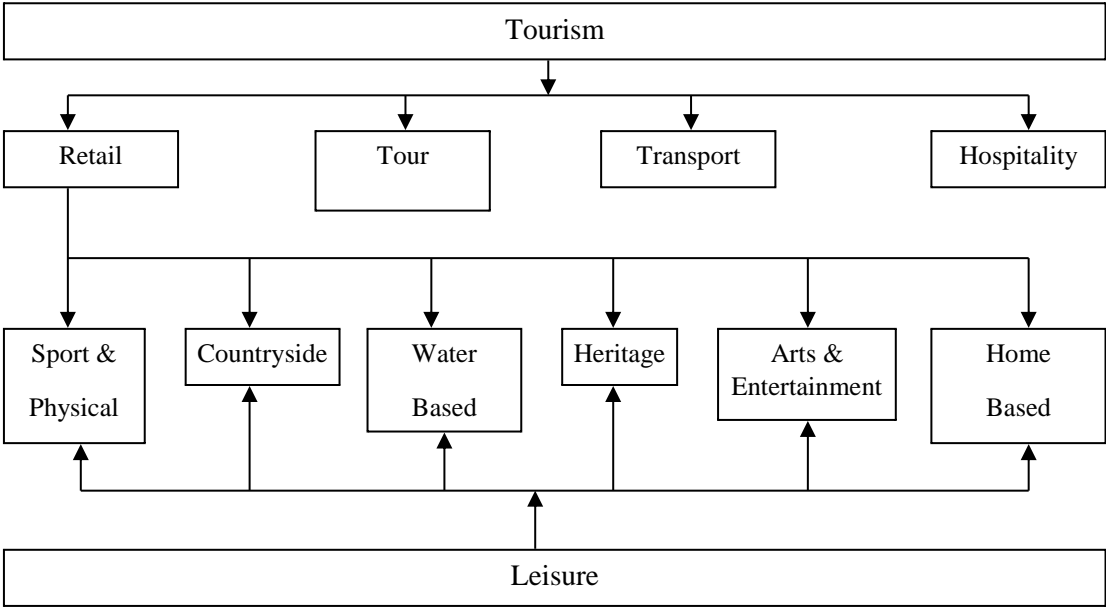 Tourism
Retail
Tour
Transport
Hospitality
Sport &
Physical
Countryside
Water
Based
Heritage
Arts &
Entertainment
Home
Based
Leisure